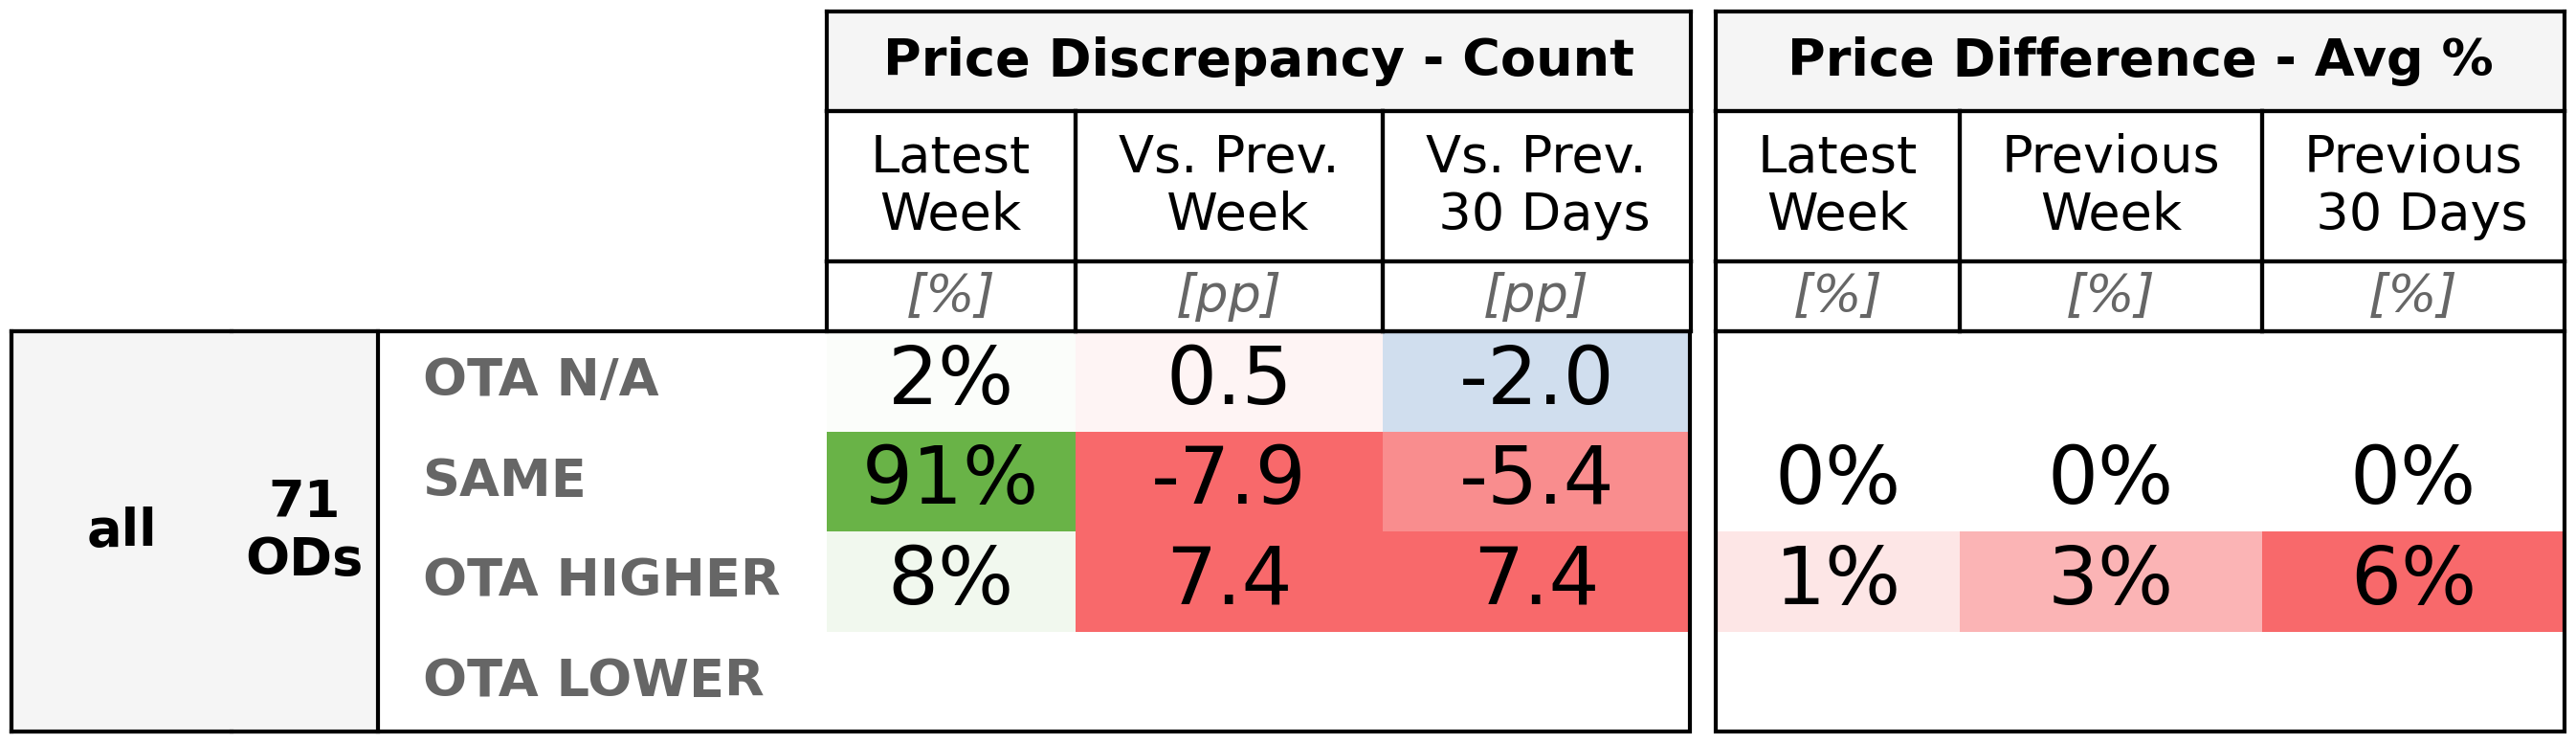 Price Discrepancy - Count Price Difference - Avg %
Latest Week Vs. Prev. Week Vs. Prev. 30 Days Latest Week Previous Week Previous 30 Days
[%] [pp] [pp] [%] [%] [%]
all 71 ODs
OTA N/A 2% 0.5 -2.0
SAME 91% -7.9 -5.4 0% 0% 0%
OTA HIGHER 8% 7.4 7.4 1% 3% 6%
OTA LOWER